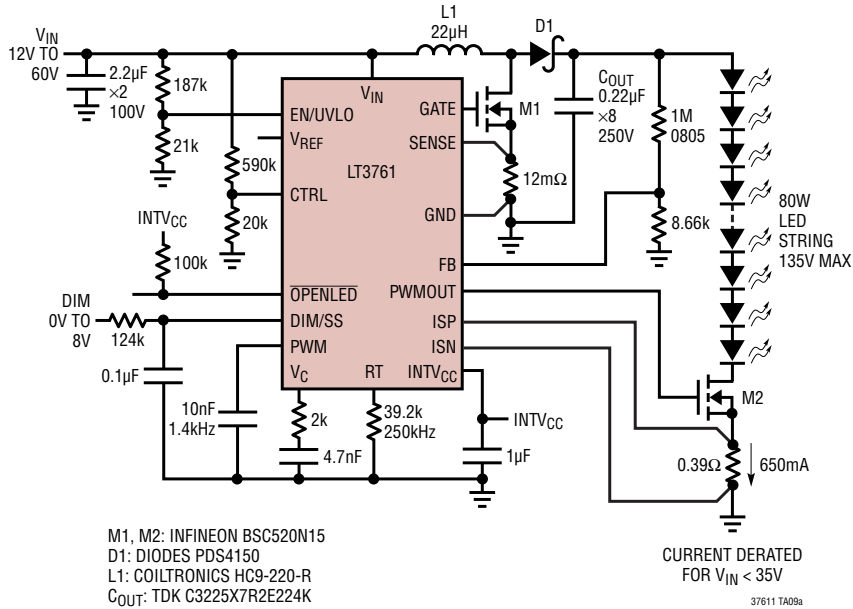 L1
22µH
D1
VIN
12V TO
60V
2.2µF
×2
100V
187k
21k
590k
20k
EN/UVLO
VREF
CTRL
VIN
LT3761
GATE
SENSE
GND
FB
PWMOUT
ISP
ISN
INTVCC
RT
VC
PWM
DIM/SS
OPENLED
M1
12mΩ
COUT
0.22µF
×8
250V
1M
0805
8.66k
80W
LED
STRING
135V MAX
INTVCC
100k
DIM
0V TO
8V
124k
0.1µF
10nF
1.4kHz
2k
4.7nF
39.2k
250kHz
INTVCC
1µF
M2
0.39Ω
650mA
M1, M2: INFINEON BSC520N15
D1: DIODES PDS4150
L1: COILTRONICS HC9-220-R
COUT: TDK C3225X7R2E224K
CURRENT DERATED
FOR VIN < 35V
37611 TA09a